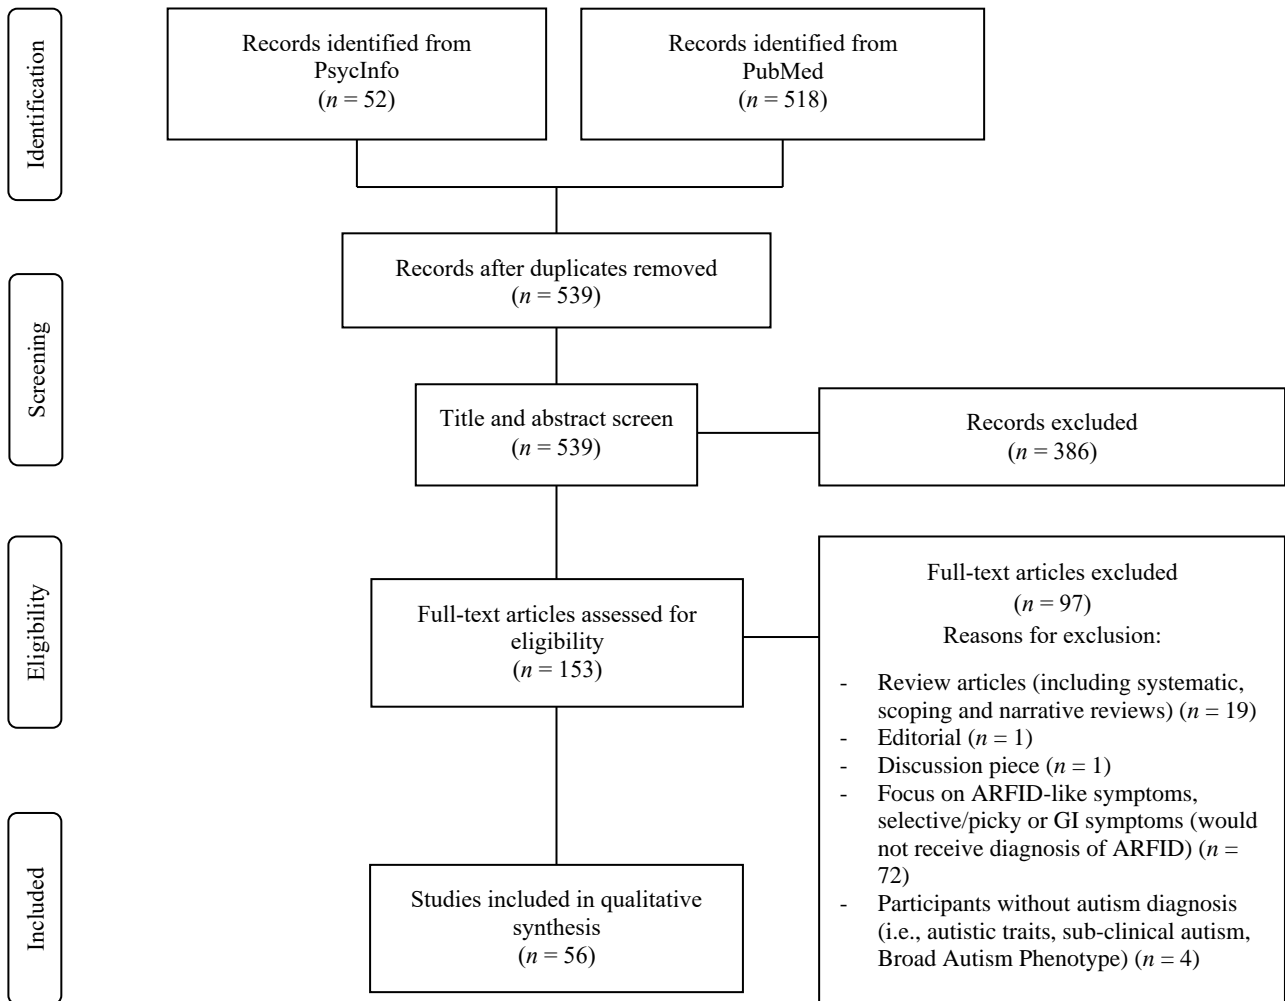 Identification
Records identified from
PsycInfo
(n = 52)
Records identified from
PubMed
(n = 518)
Records after duplicates removed
(n = 539)
Screening
Title and abstract screen
(n = 539)
Records excluded
(n = 386)
Eligibility
Full-text articles assessed for
eligibility
(n = 153)
Full-text articles excluded
(n = 97)
Reasons for exclusion:
- Review articles (including systematic,
scoping and narrative reviews) (n = 19)
- Editorial (n = 1)
- Discussion piece (n = 1)
- Focus on ARFID-like symptoms,
selective/picky or GI symptoms (would
not receive diagnosis of ARFID) (n =
72)
- Participants without autism diagnosis
(i.e., autistic traits, sub-clinical autism,
Broad Autism Phenotype) (n = 4)
Included
Studies included in qualitative
synthesis
(n = 56)